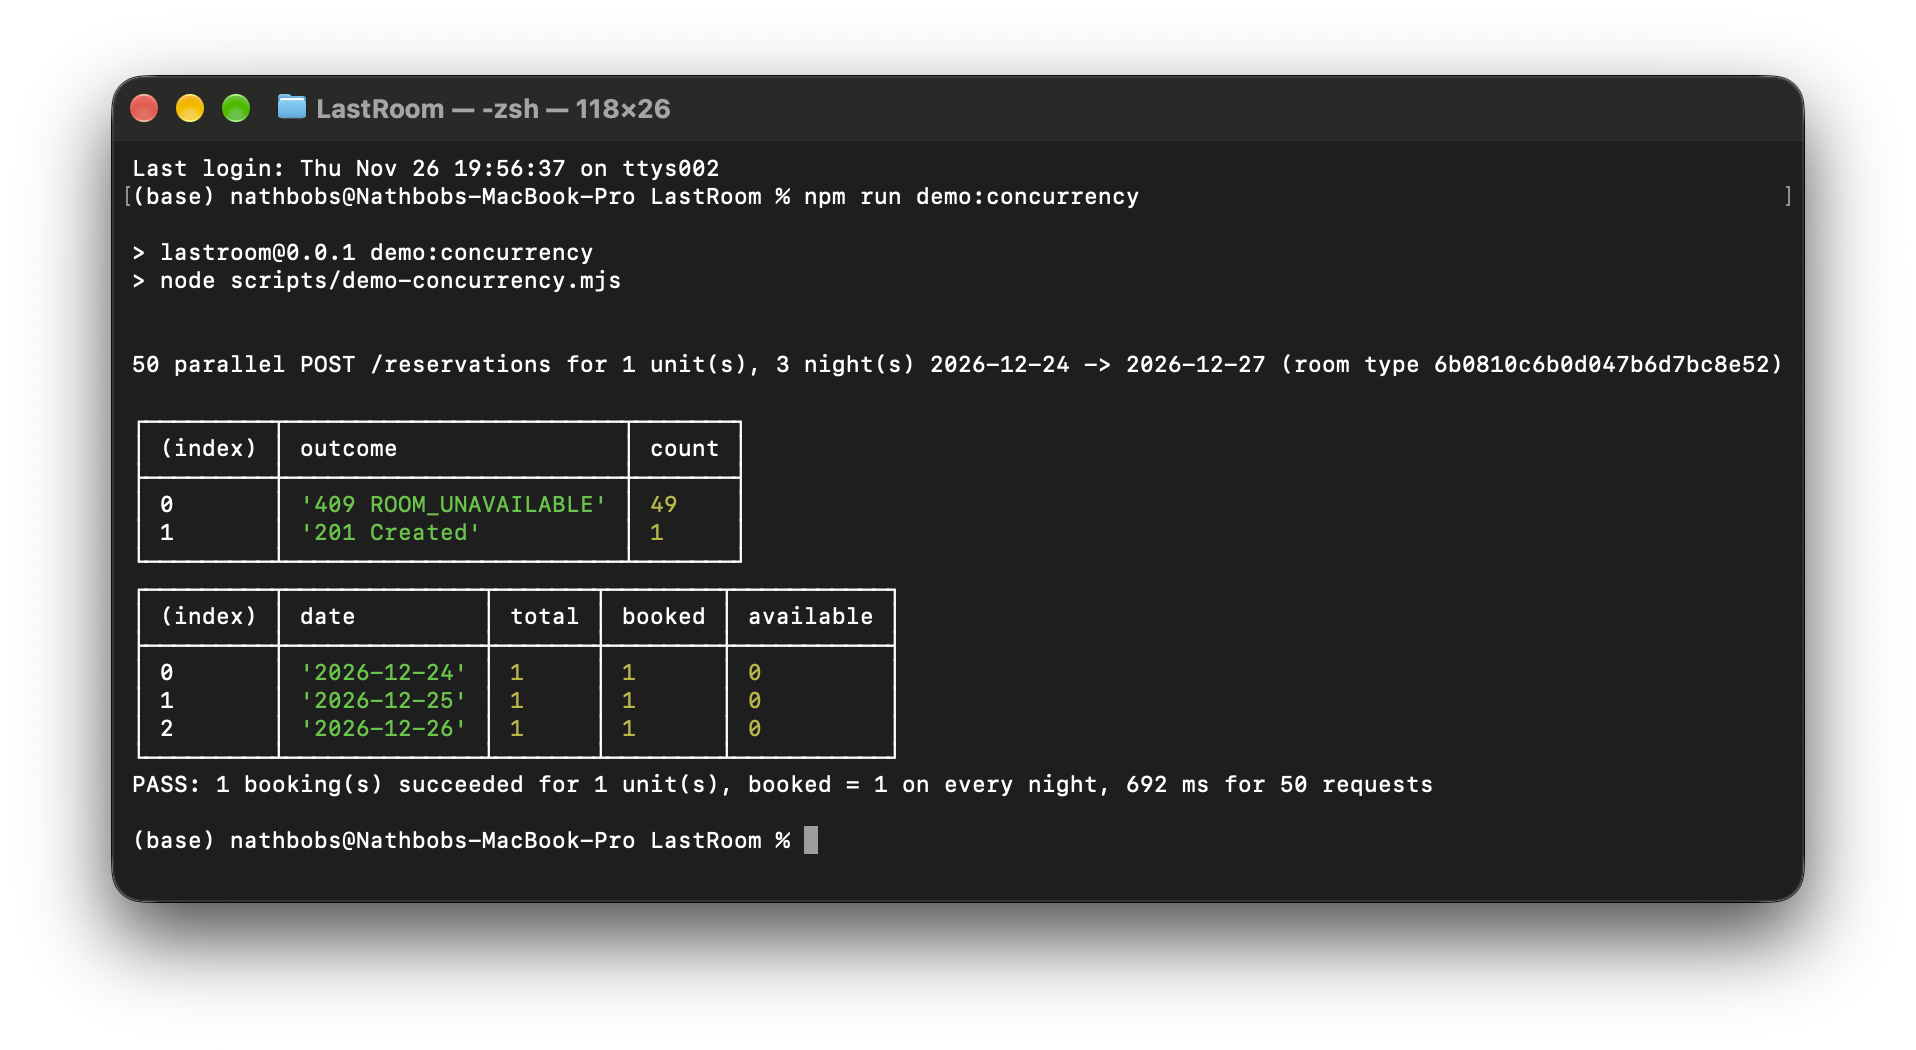 LastRoom — -zsh — 118×26
Last login: Thu Nov 26 19:56:37 on ttys002
[(base) nathbobs@Nathbobs-MacBook-Pro LastRoom % npm run demo:concurrency ]
> lastroom@0.0.1 demo:concurrency
> node scripts/demo-concurrency.mjs
50 parallel POST /reservations for 1 unit(s), 3 night(s) 2026-12-24 -> 2026-12-27 (room type 6b0810c6b0d047b6d7bc8e52)
(index) outcome count
0 '409 ROOM_UNAVAILABLE' 49
1 '201 Created' 1
(index) date total booked available
0 '2026-12-24' 1 1 0
1 '2026-12-25' 1 1 0
2 '2026-12-26' 1 1 0
PASS: 1 booking(s) succeeded for 1 unit(s), booked = 1 on every night, 692 ms for 50 requests
(base) nathbobs@Nathbobs-MacBook-Pro LastRoom %